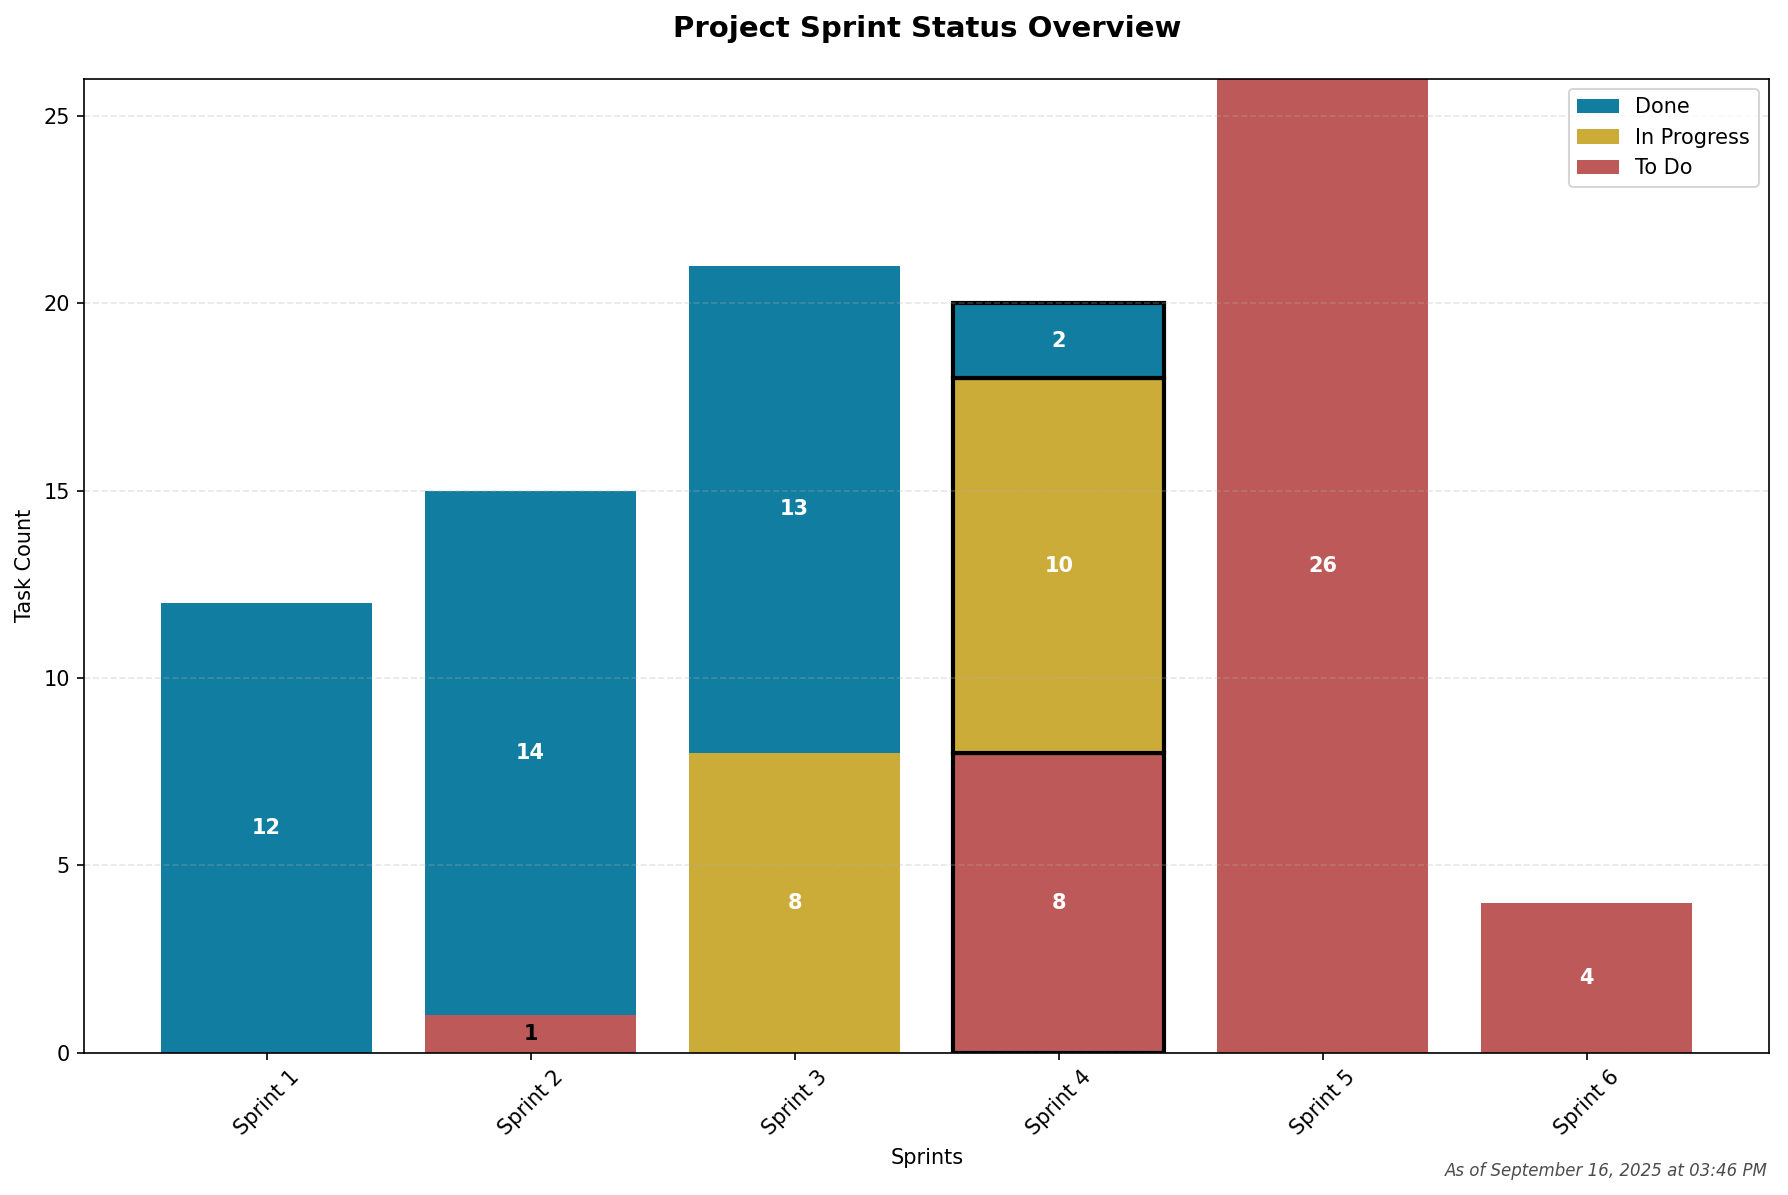 Project Sprint Status Overview
Done
In Progress
To Do
Task Count
25
20
15
10
5
0
12
14
1
13
8
2
10
8
26
4
Sprint 1
Sprint 2
Sprint 3
Sprint 4
Sprint 5
Sprint 6
Sprints
As of September 16, 2025 at 03:46 PM